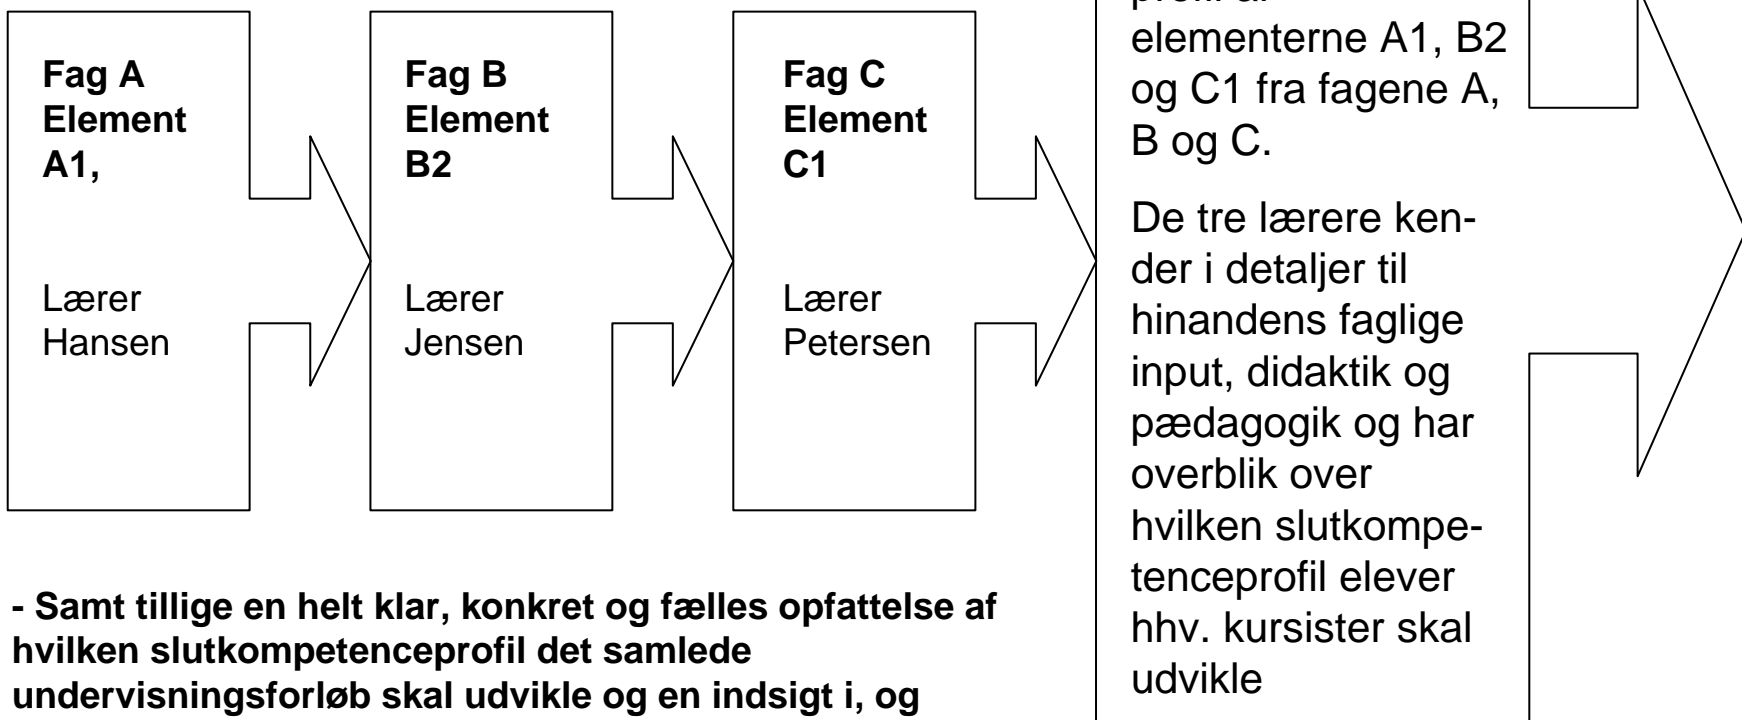 Fag A
Element
A1,
Lærer
Hansen
Fag B
Element
B2
Lærer
Jensen
Fag C
Element
C1
Lærer
Petersen
elementerne A1, B2
og C1 fra fagene A,
B og C.
De tre lærere ken-
der i detaljer til
hinandens faglige
input, didaktik og
pædagogik og har
overblik over
hvilken slutkompe-
tenceprofil elever
hhv. kursister skal
udvikle
- Samt tillige en helt klar, konkret og fælles opfattelse af
hvilken slutkompetenceprofil det samlede
undervisningsforløb skal udvikle og en indsigt i, og